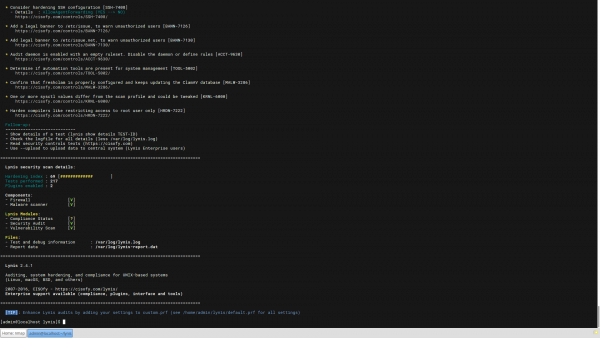 * Consider hardening SSH configuration [SSH-7408]
- Details : AllowAgentForwarding (YES --> NO)
https://cisofy.com/controls/SSH-7408/
* Add a legal banner to /etc/issue, to warn unauthorized users [BANN-7126]
https://cisofy.com/controls/BANN-7126/
* Add legal banner to /etc/issue.net, to warn unauthorized users [BANN-7130]
https://cisofy.com/controls/BANN-7130/
* Audit daemon is enabled with an empty ruleset. Disable the daemon or define rules [ACCT-9630]
https://cisofy.com/controls/ACCT-9630/
* Determine if automation tools are present for system management [TOOL-5002]
https://cisofy.com/controls/TOOL-5002/
* Confirm that freshclam is properly configured and keeps updating the ClamAV database [MALW-3286]
https://cisofy.com/controls/MALW-3286/
* One or more sysctl values differ from the scan profile and could be tweaked [KRNL-6000]
https://cisofy.com/controls/KRNL-6000/
* Harden compilers like restricting access to root user only [HRDN-7222]
https://cisofy.com/controls/HRDN-7222/
Follow-up:
----------------------------
- Show details of a test (lynis show details TEST-ID)
- Check the logfile for all details (less /var/log/lynis.log)
- Read security controls texts (https://cisofy.com)
- Use --upload to upload data to central system (Lynis Enterprise users)
================================================================================
Lynis security scan details:
Hardening index : 69 [############# ]
Tests performed : 217
Plugins enabled : 2
Components:
- Firewall [V]
- Malware scanner [V]
Lynis Modules:
- Compliance Status [?]
- Security Audit [V]
- Vulnerability Scan [V]
Files:
- Test and debug information : /var/log/lynis.log
- Report data : /var/log/lynis-report.dat
================================================================================
Lynis 2.4.1
Auditing, system hardening, and compliance for UNIX-based systems
(Linux, macOS, BSD, and others)
2007-2016, CISOfy - https://cisofy.com/lynis/
Enterprise support available (compliance, plugins, interface and tools)
================================================================================
[TIP]: Enhance Lynis audits by adding your settings to custom.prf (see /home/admin/lynis/default.prf for all settings)
[admin@localhost lynis]$